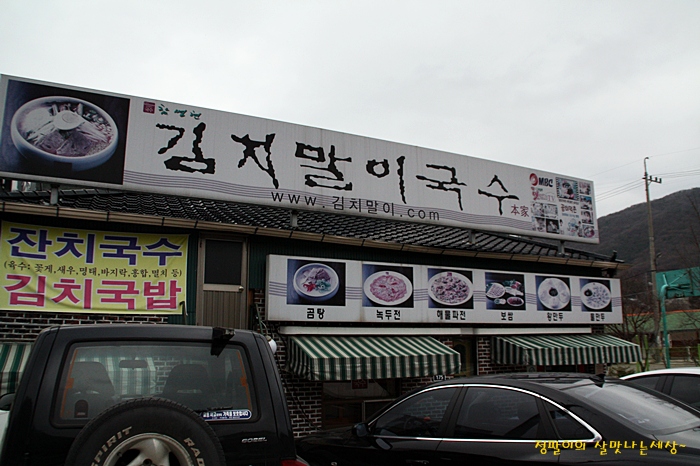 김치말이국수
本家
MBC
www.김치말이.com
잔치국수
(육수: 꽃게,새우,명태,바지락,홍합,멸치 등)
김치국밥
곰탕 녹두전 해물파전 보쌈 왕만두 물만두
SPIRIT
RADI
성팔이의 살맛나는세상~